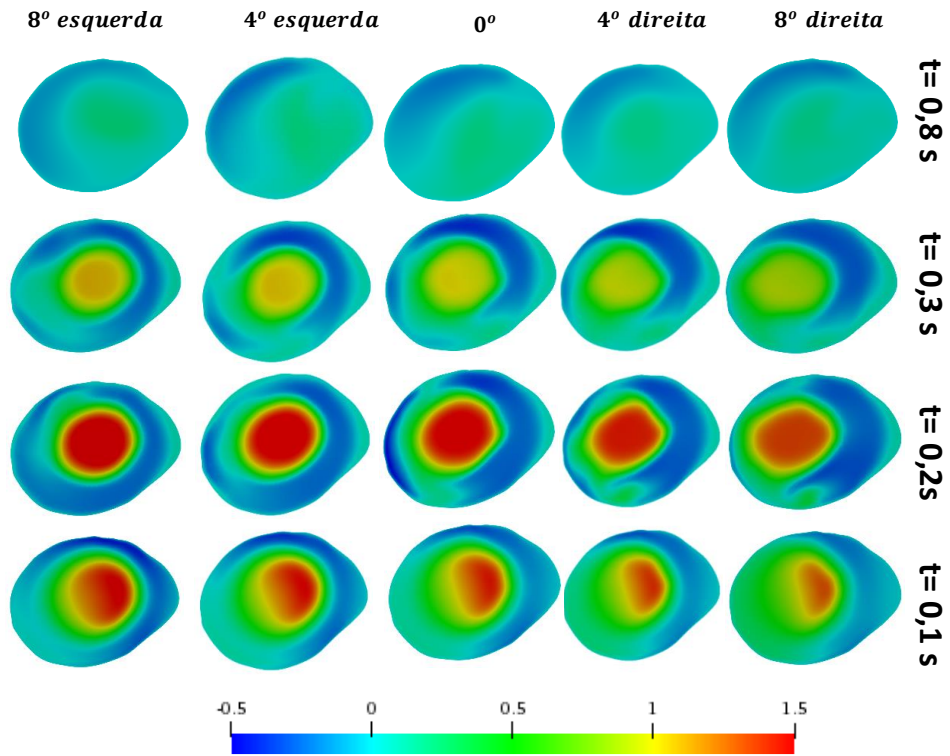 8º esquerda 4º esquerda 0º 4º direita 8º direita
t= 0,8 s
t= 0,3 s
t= 0,2s
t= 0,1 s
-0.5 0 0.5 1 1.5